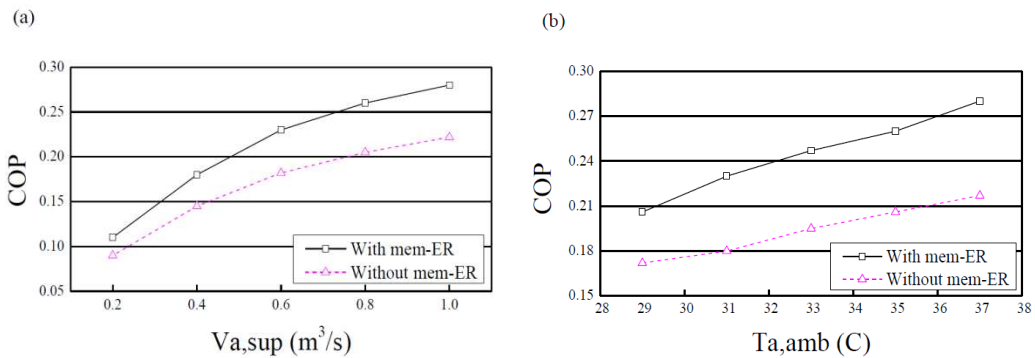 (a)
0.30
0.25
0.20
0.15
0.10
0.05
COP
With mem-ER
Without mem-ER
0.2 0.4 0.6 0.8 1.0
Va,sup (m³/s)
(b)
0.30
0.27
0.24
0.21
0.18
0.15
COP
With mem-ER
Without mem-ER
28 29 30 31 32 33 34 35 36 37 38
Ta,amb (C)